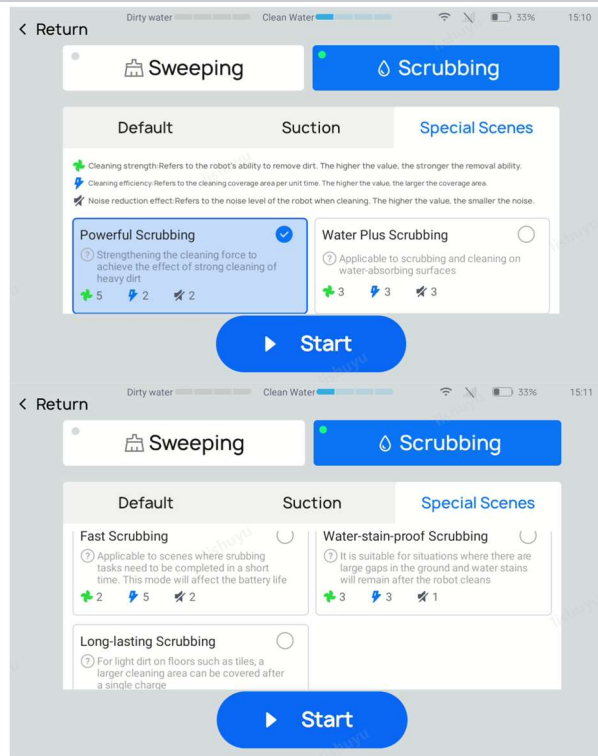 Dirty water Clean Water 33% 15:10
< Return
Sweeping Scrubbing
Default Suction Special Scenes
Cleaning strength:Refers to the robot's ability to remove dirt. The higher the value, the stronger the removal ability.
Cleaning efficiency:Refers to the cleaning coverage area per unit time. The higher the value, the larger the coverage area.
Noise reduction effect:Refers to the noise level of the robot when cleaning. The higher the value, the smaller the noise.
Powerful Scrubbing
? Strengthening the cleaning force to
achieve the effect of strong cleaning of
heavy dirt
5 2 2
Water Plus Scrubbing
? Applicable to scrubbing and cleaning on
water-absorbing surfaces
3 3 3
Start
Dirty water Clean Water 33% 15:11
< Return
Sweeping Scrubbing
Default Suction Special Scenes
Fast Scrubbing
? Applicable to scenes where srubbing
tasks need to be completed in a short
time. This mode will affect the battery life
2 5 2
Water-stain-proof Scrubbing
? It is suitable for situations where there are
large gaps in the ground and water stains
will remain after the robot cleans
3 3 1
Long-lasting Scrubbing
? For light dirt on floors such as tiles, a
larger cleaning area can be covered after
a single charge
Start
lishuyu